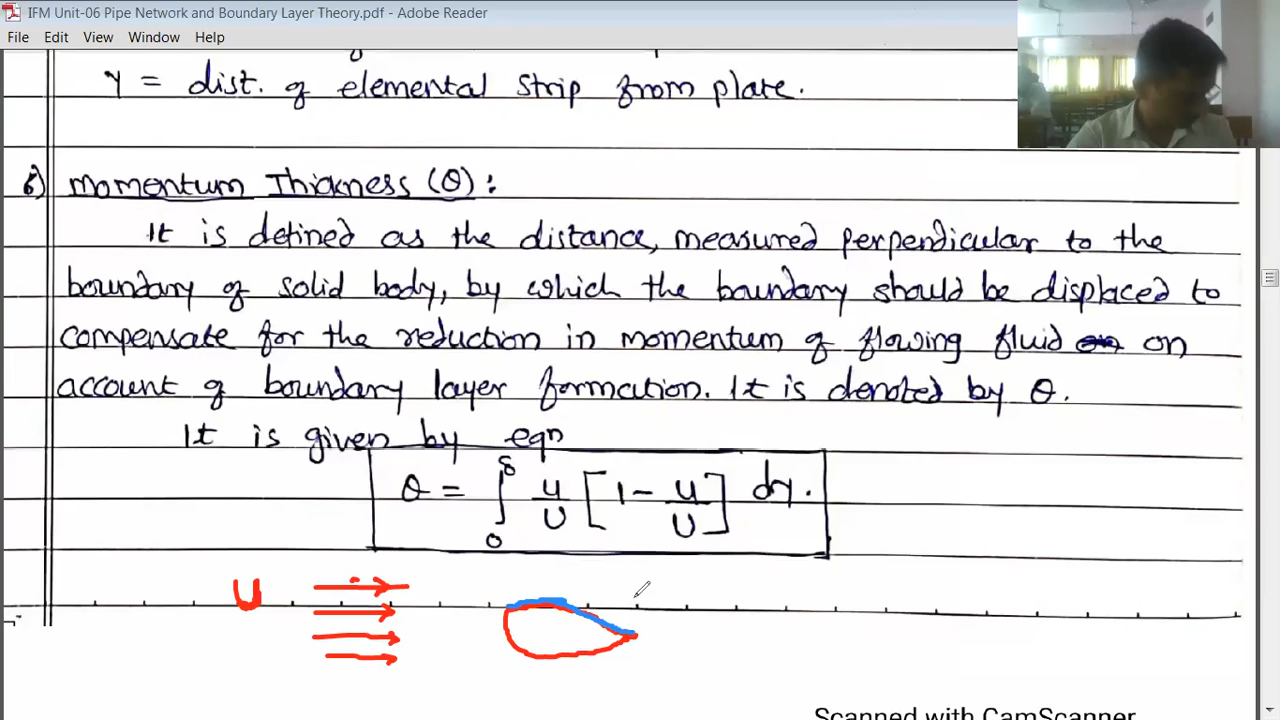 IFM Unit-06 Pipe Network and Boundary Layer Theory.pdf - Adobe Reader
File Edit View Window Help
Y = dist. of elemental strip from plate.
6) Momentum Thickness (θ):
It is defined as the distance, measured perpendicular to the
boundary of solid body, by which the boundary should be displaced to
compensate for the reduction in momentum of flowing fluid on
account of boundary layer formation. It is denoted by θ.
It is given by eqn
θ = ∫₀^δ u/U [1 - u/U] dy.
U
Scanned with CamScanner